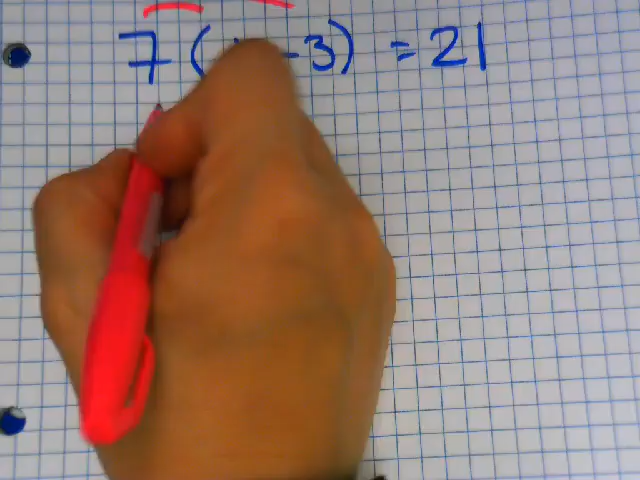 7( -3) = 21